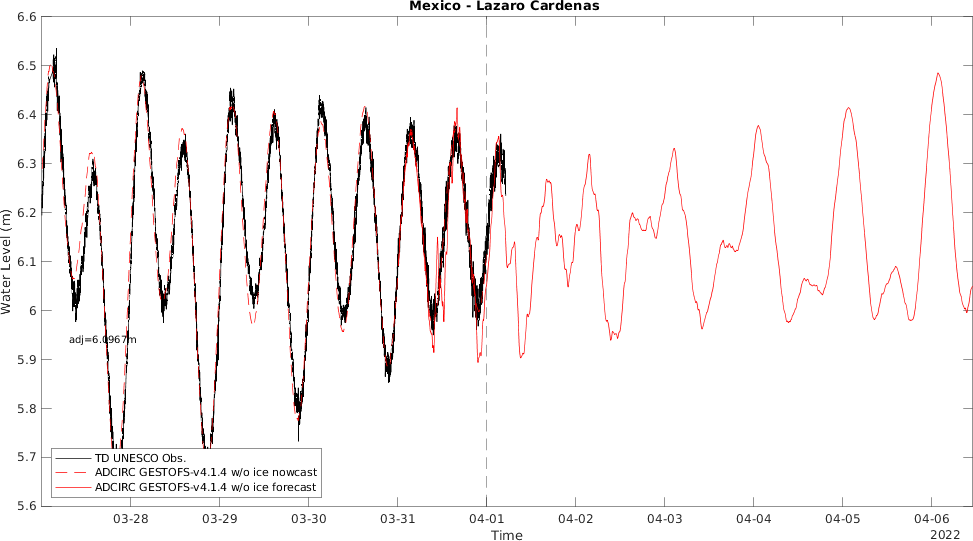 Mexico - Lazaro Cardenas
6.6
6.5
6.4
6.3
6.2
6.1
6
5.9
5.8
5.7
5.6
Water Level (m)
adj=6.0967m
TD UNESCO Obs.
ADCIRC GESTOFS-v4.1.4 w/o ice nowcast
ADCIRC GESTOFS-v4.1.4 w/o ice forecast
03-28 03-29 03-30 03-31 04-01 04-02 04-03 04-04 04-05 04-06
Time
2022